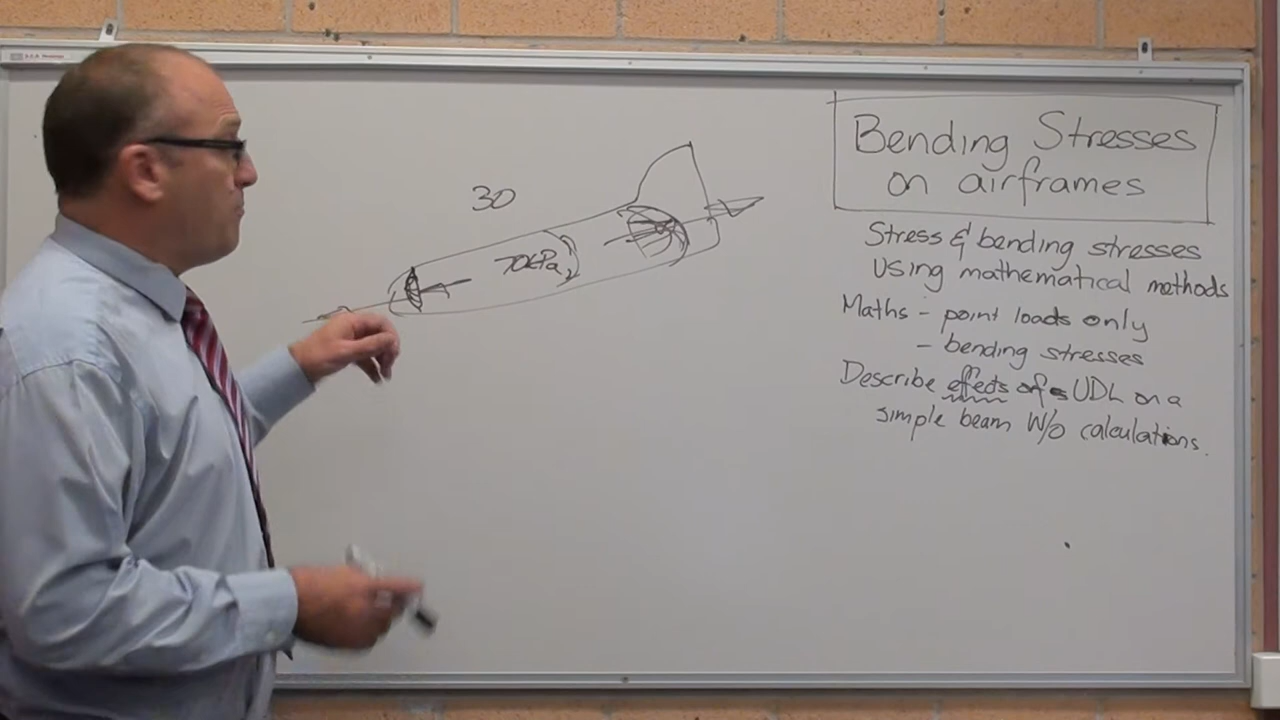 Bending Stresses
on airframes
Stress & bending stresses
using mathematical methods
Maths - point loads only
- bending stresses
Describe effects of UDL on a
simple beam W/o calculations.
30
70kPa